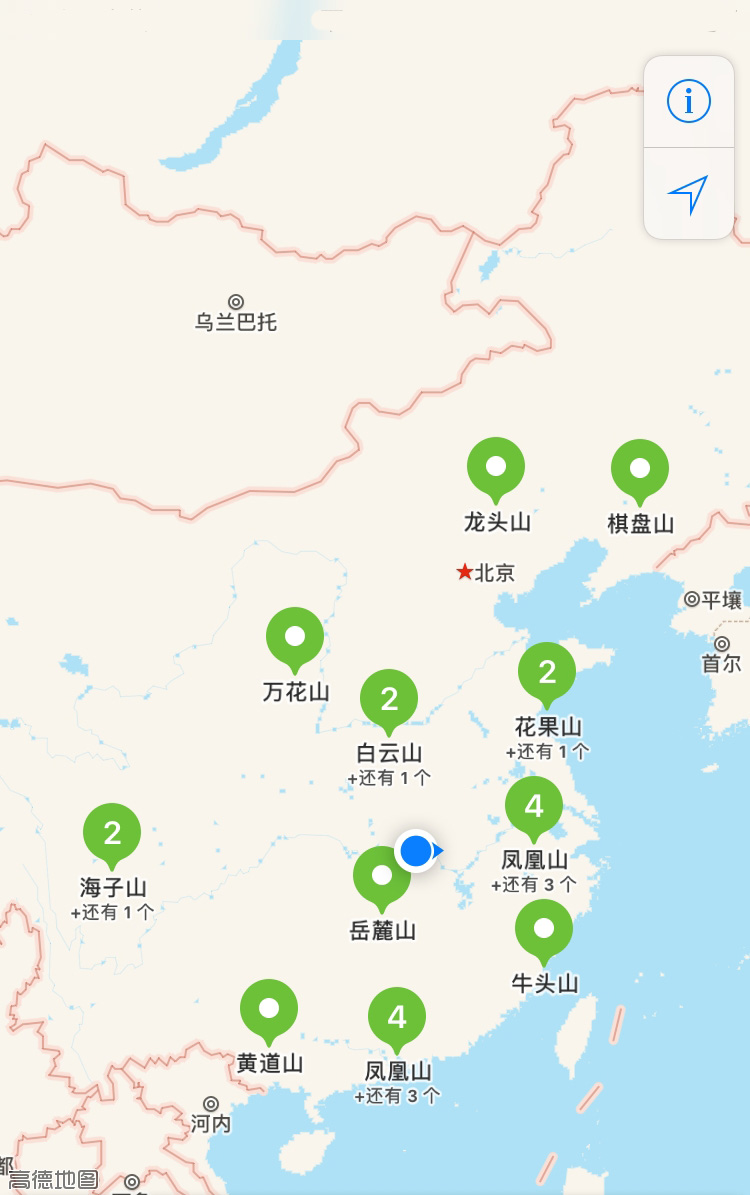 i
乌兰巴托
龙头山
棋盘山
北京
平壤
首尔
万花山
2
花果山
+还有 1 个
2
白云山
+还有 1 个
4
凤凰山
+还有 3 个
2
海子山
+还有 1 个
岳麓山
牛头山
黄道山
4
凤凰山
+还有 3 个
河内
都
高德地图